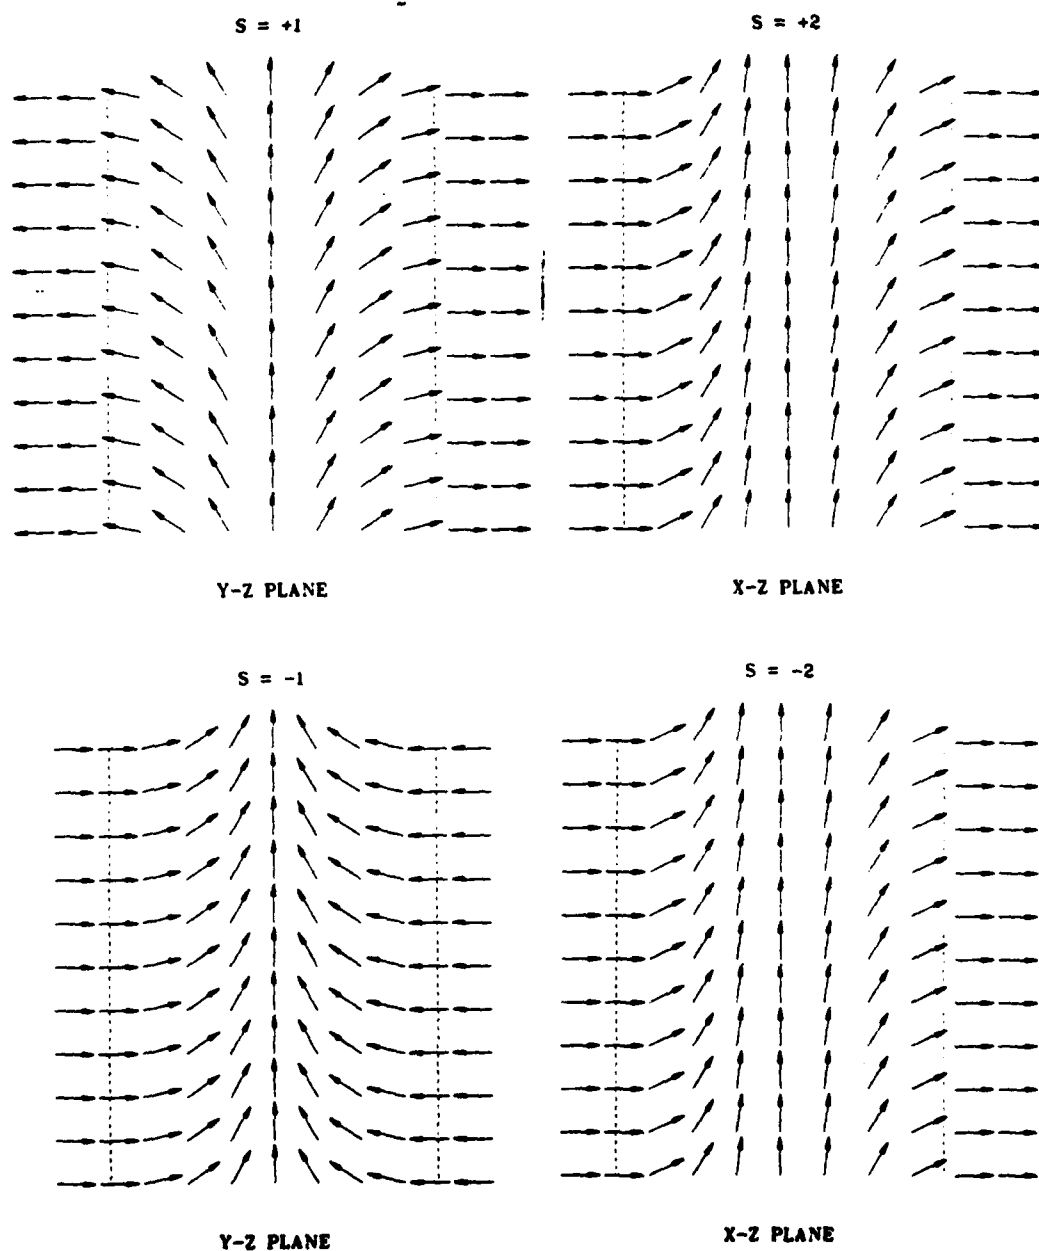 S = +1
S = +2
Y-Z PLANE
X-Z PLANE
S = -1
S = -2
Y-Z PLANE
X-Z PLANE